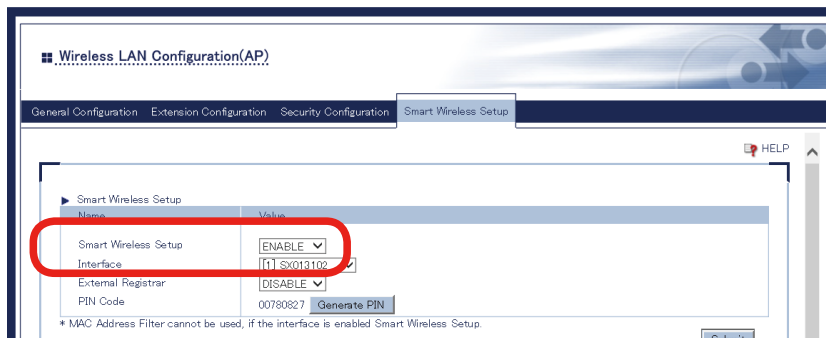 Wireless LAN Configuration(AP)
General Configuration Extension Configuration Security Configuration Smart Wireless Setup
HELP
Smart Wireless Setup
Name Value
Smart Wireless Setup ENABLE
Interface [1] SX013102
External Registrar DISABLE
PIN Code 00780827 Generate PIN
* MAC Address Filter cannot be used, if the interface is enabled Smart Wireless Setup.
Submit